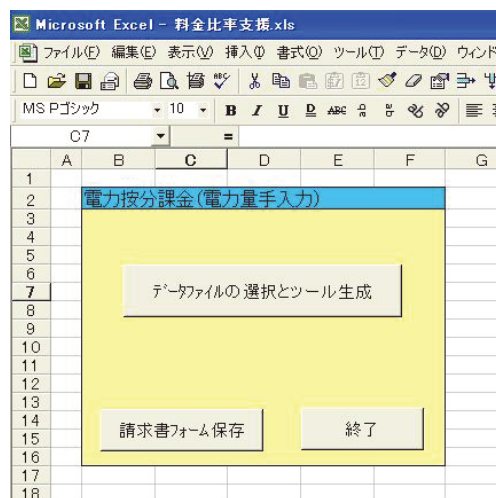 Microsoft Excel - 料金比率支援.xls
ファイル(F) 編集(E) 表示(V) 挿入(I) 書式(O) ツール(T) データ(D) ウィンド
MS Pゴシック 10 B I U D ABC
C7 =
A B C D E F G
1
2 電力按分課金(電力量手入力)
3
4
5
6
7 データファイルの選択とツール生成
8
9
10
11
12
13
14
15 請求書フォーム保存 終了
16
17
18